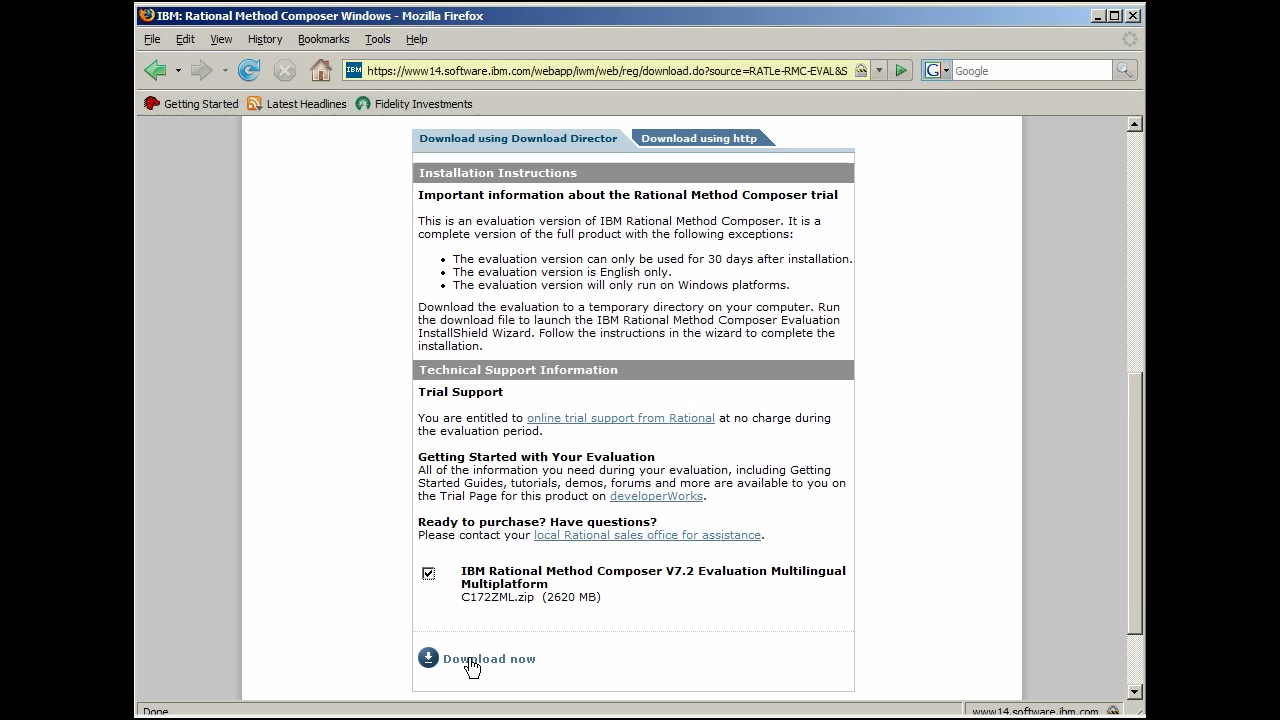 IBM: Rational Method Composer Windows - Mozilla Firefox
File Edit View History Bookmarks Tools Help
IBM https://www14.software.ibm.com/webapp/iwm/web/reg/download.do?source=RATLe-RMC-EVAL&S G Google
Getting Started Latest Headlines Fidelity Investments
Download using Download Director Download using http
Installation Instructions
Important information about the Rational Method Composer trial
This is an evaluation version of IBM Rational Method Composer. It is a
complete version of the full product with the following exceptions:
• The evaluation version can only be used for 30 days after installation.
• The evaluation version is English only.
• The evaluation version will only run on Windows platforms.
Download the evaluation to a temporary directory on your computer. Run
the download file to launch the IBM Rational Method Composer Evaluation
InstallShield Wizard. Follow the instructions in the wizard to complete the
installation.
Technical Support Information
Trial Support
You are entitled to online trial support from Rational at no charge during
the evaluation period.
Getting Started with Your Evaluation
All of the information you need during your evaluation, including Getting
Started Guides, tutorials, demos, forums and more are available to you on
the Trial Page for this product on developerWorks.
Ready to purchase? Have questions?
Please contact your local Rational sales office for assistance.
IBM Rational Method Composer V7.2 Evaluation Multilingual
Multiplatform
C172ZML.zip (2620 MB)
Download now
Done www14.software.ibm.com